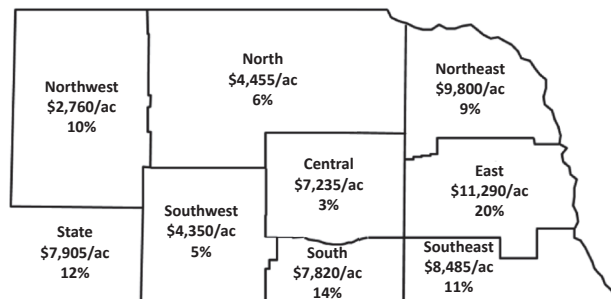 North
$4,455/ac
6%
Northwest
$2,760/ac
10%
Northeast
$9,800/ac
9%
Central
$7,235/ac
3%
East
$11,290/ac
20%
Southwest
$4,350/ac
5%
State
$7,905/ac
12%
South
$7,820/ac
14%
Southeast
$8,485/ac
11%